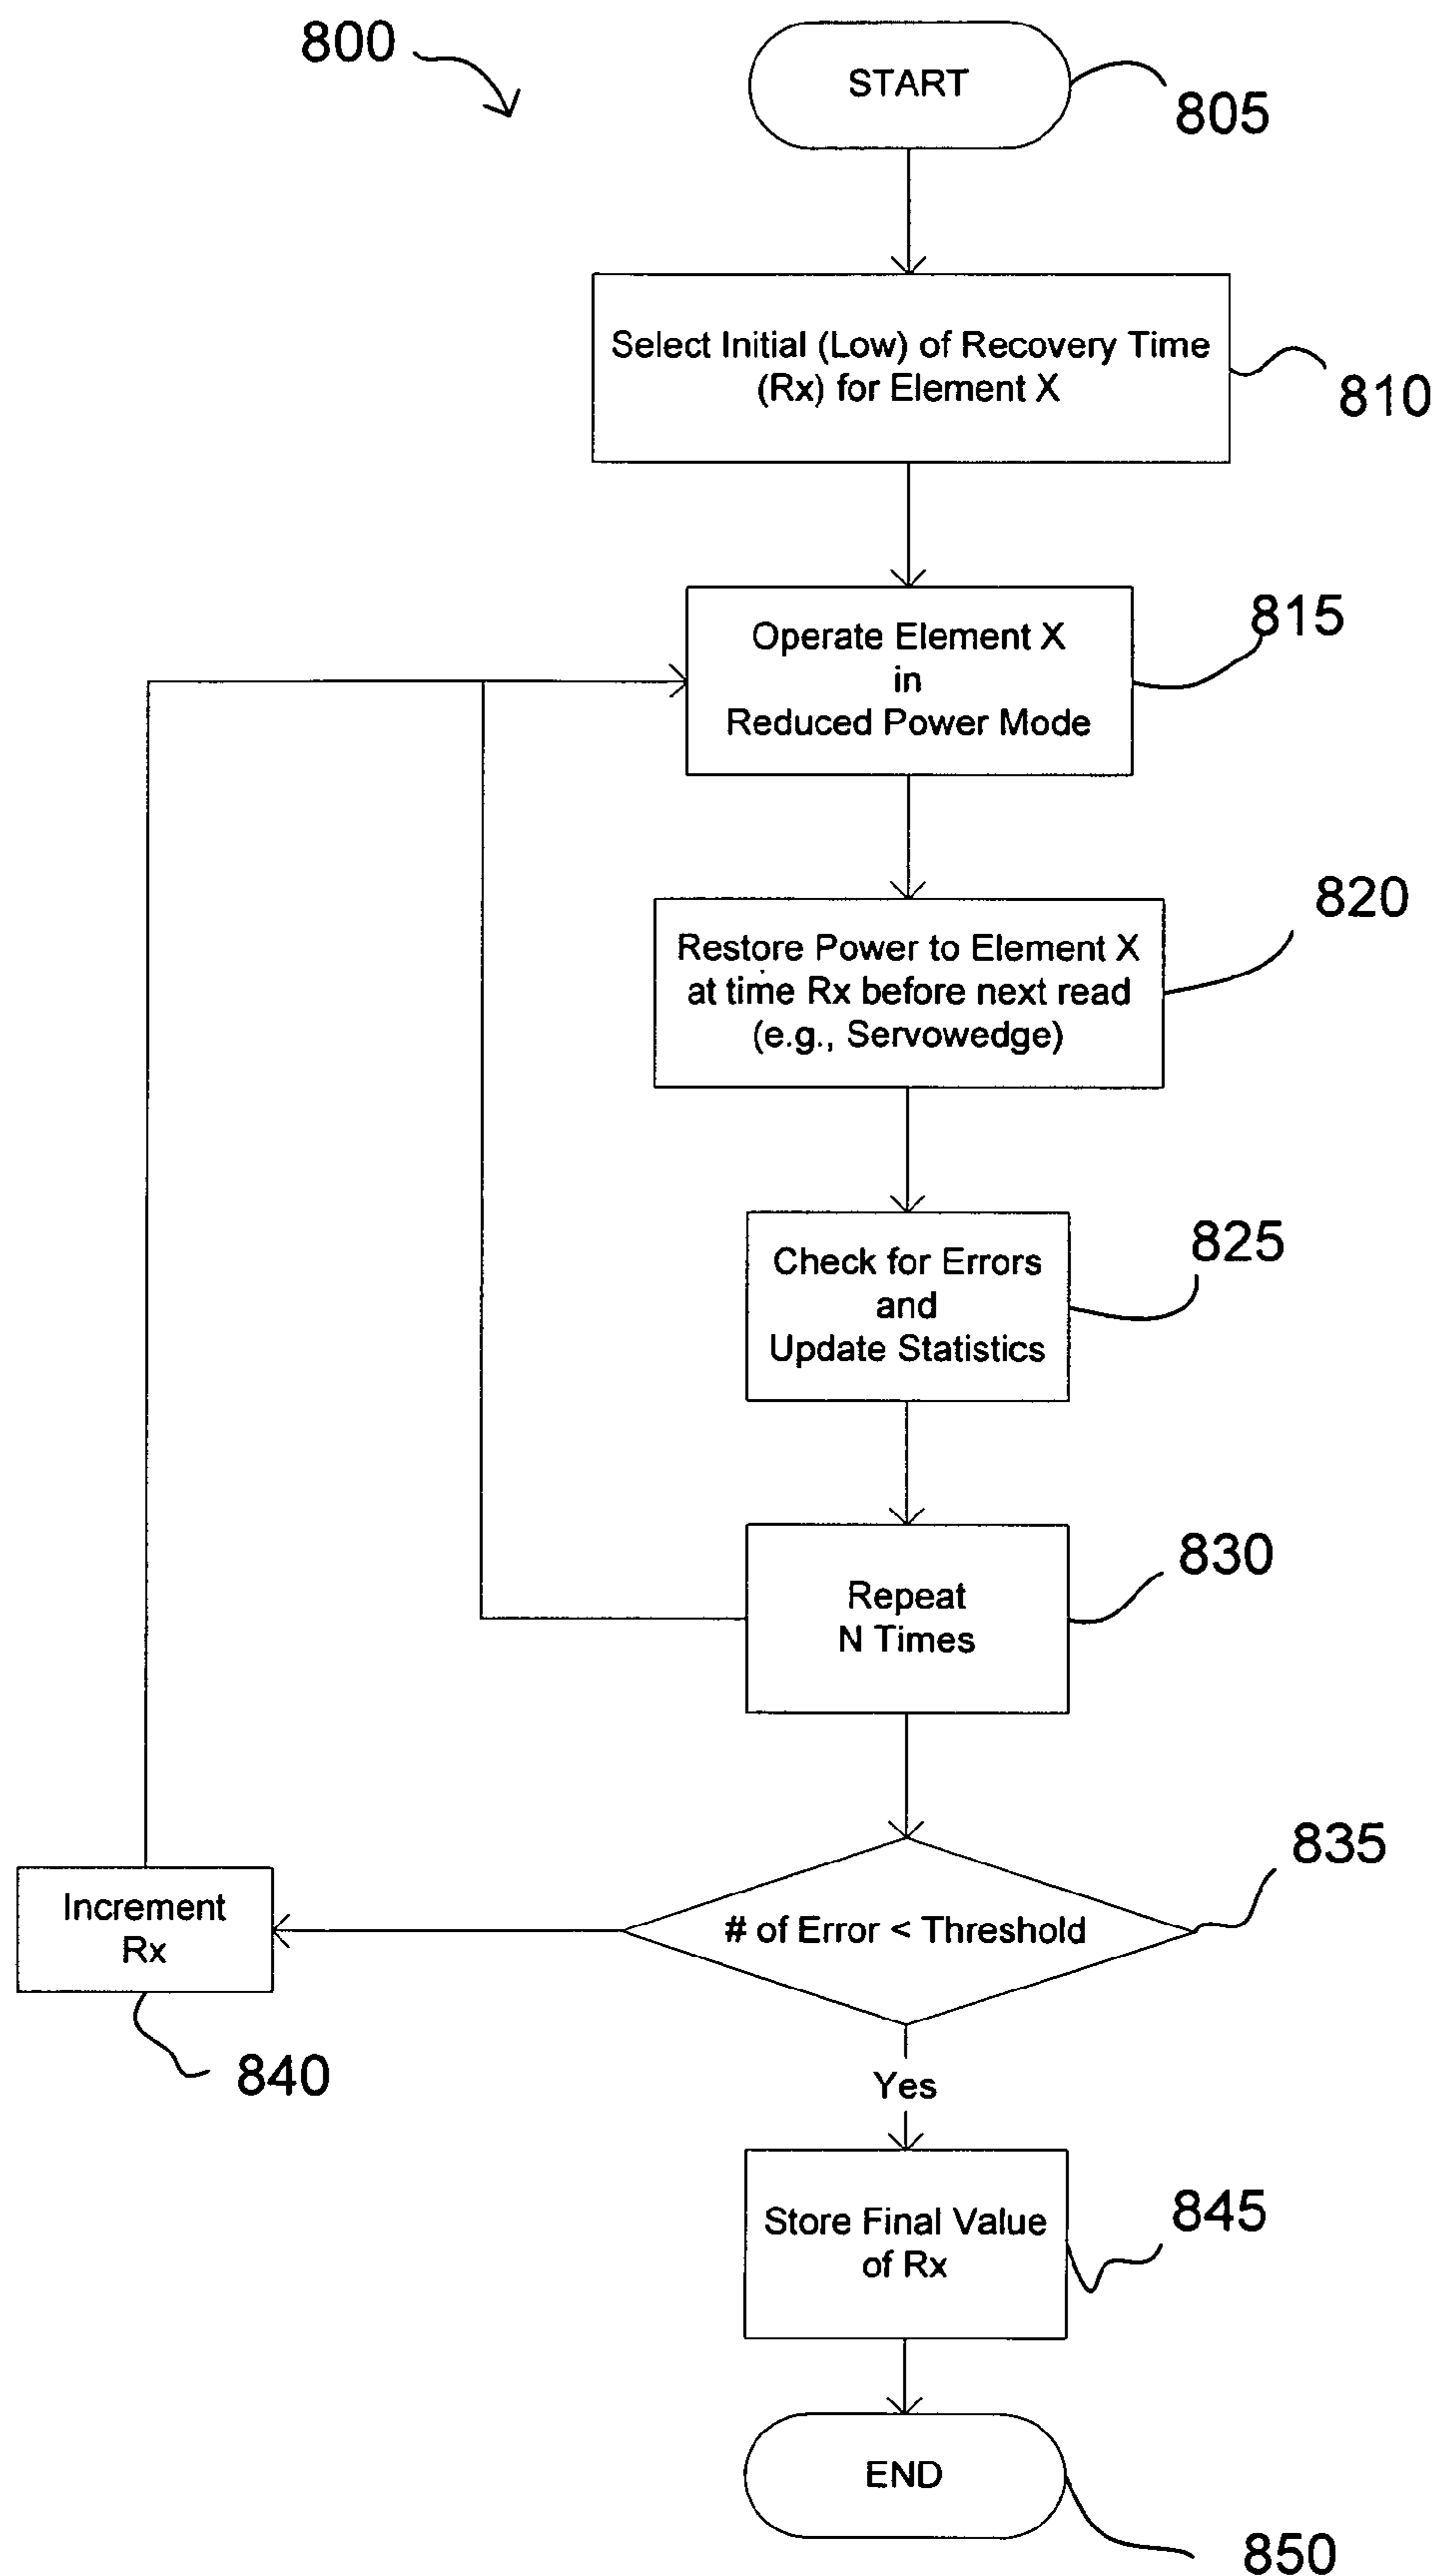 800
START
805
Select Initial (Low) of Recovery Time
(Rx) for Element X
810
Operate Element X
in
Reduced Power Mode
815
Restore Power to Element X
at time Rx before next read
(e.g., Servowedge)
820
Check for Errors
and
Update Statistics
825
Repeat
N Times
830
# of Error < Threshold
835
Increment
Rx
840
Yes
Store Final Value
of Rx
845
END
850